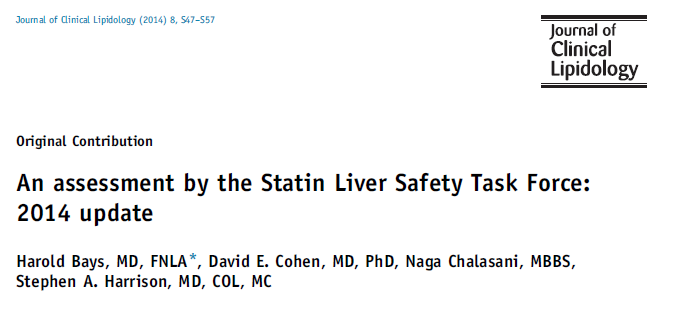 Journal of Clinical Lipidology (2014) 8, S47–S57
Journal of
Clinical
Lipidology
Original Contribution
An assessment by the Statin Liver Safety Task Force:
2014 update
Harold Bays, MD, FNLA*, David E. Cohen, MD, PhD, Naga Chalasani, MBBS,
Stephen A. Harrison, MD, COL, MC